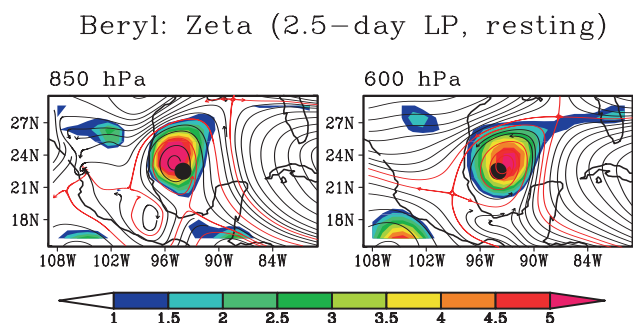 Beryl: Zeta (2.5-day LP, resting)
850 hPa
600 hPa
27N
24N
21N
18N
108W 102W 96W 90W 84W
27N
24N
21N
18N
108W 102W 96W 90W 84W
1 1.5 2 2.5 3 3.5 4 4.5 5